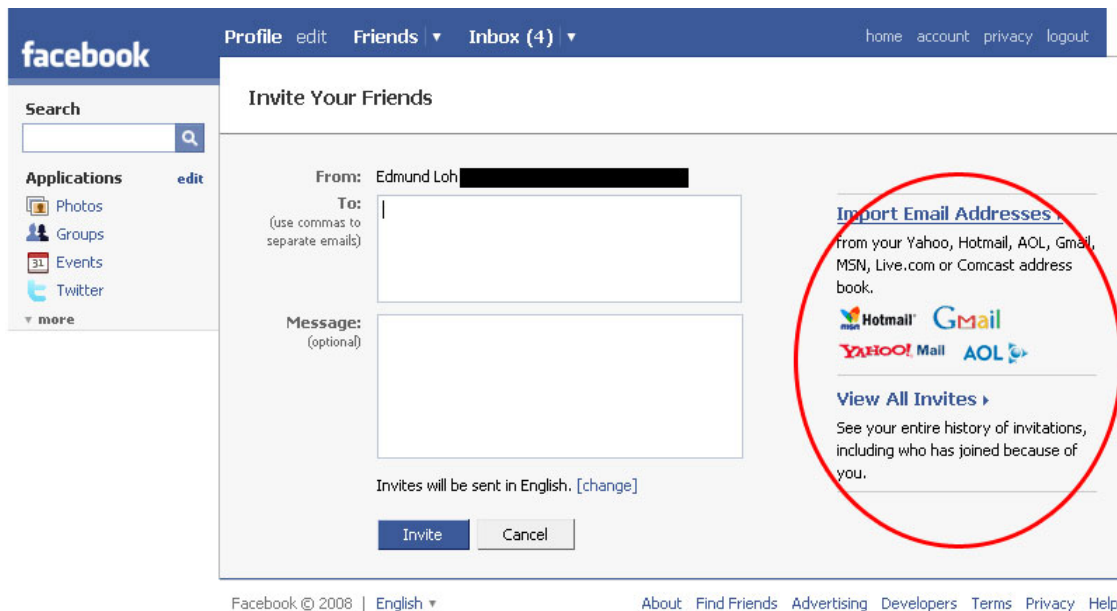 facebook
Profile edit Friends ▼ Inbox (4) ▼
home account privacy logout
Search
Applications edit
Photos
Groups
31 Events
Twitter
▼ more
Invite Your Friends
From: Edmund Loh
To:
(use commas to
separate emails)
Message:
(optional)
Invites will be sent in English. [change]
Invite Cancel
Import Email Addresses
from your Yahoo, Hotmail, AOL, Gmail,
MSN, Live.com or Comcast address
book.
msn Hotmail Gmail
YAHOO! Mail AOL
View All Invites
See your entire history of invitations,
including who has joined because of
you.
Facebook © 2008 | English ▼
About Find Friends Advertising Developers Terms Privacy Help